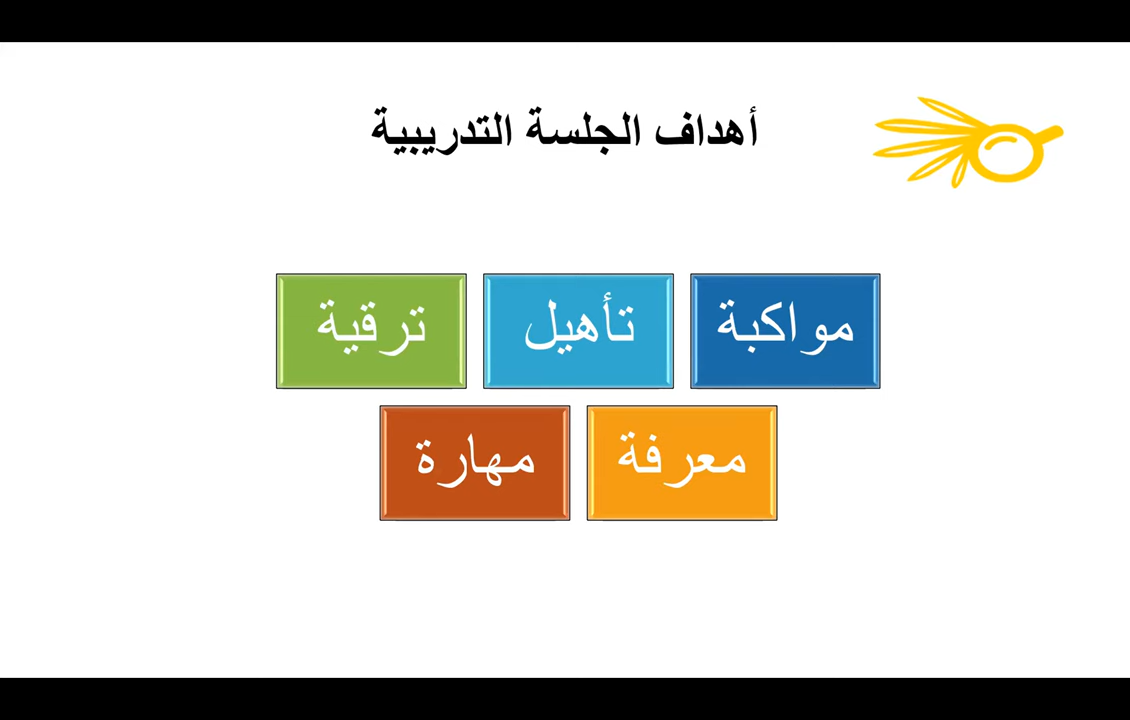 أهداف الجلسة التدريبية
مواكبة تأهيل ترقية
معرفة مهارة